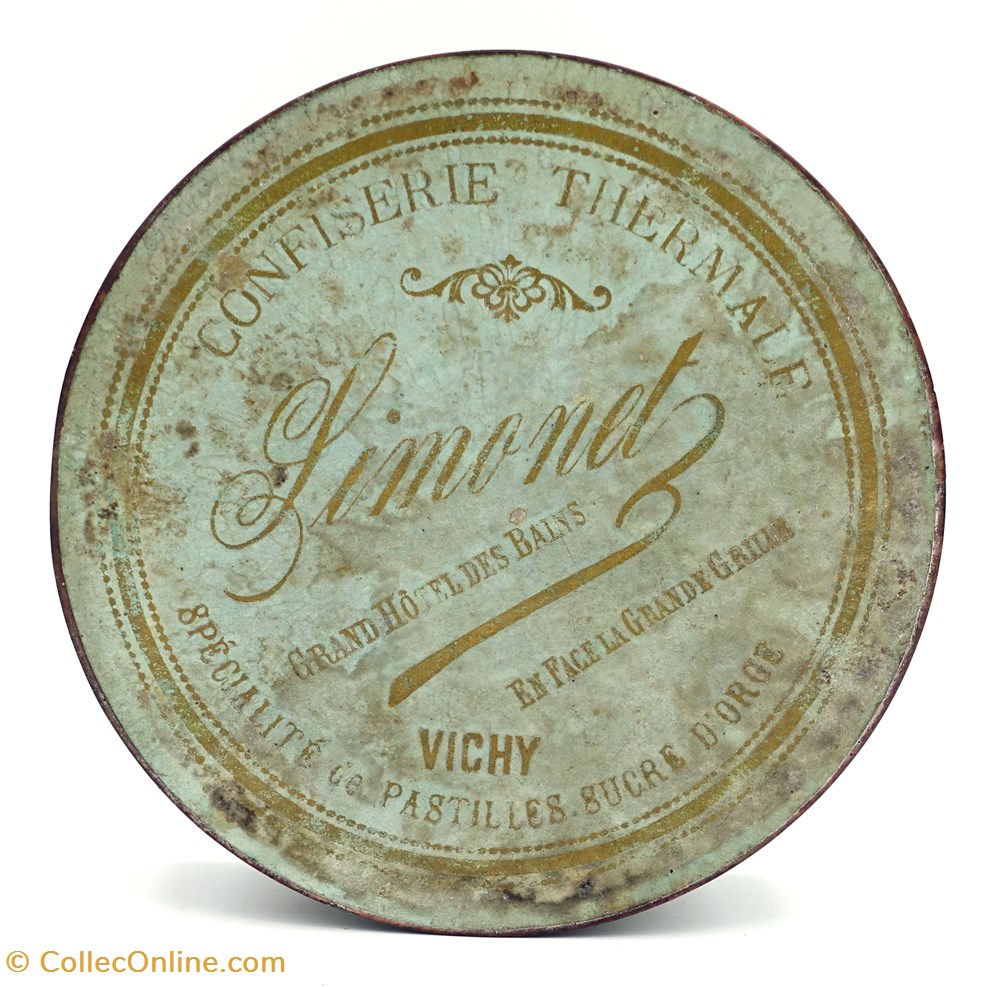 CONFISERIE THERMALE
Simonet
GRAND HÔTEL DES BAINS
EN FACE LA GRANDE GRILLE
VICHY
SPÉCIALITÉ de PASTILLES. SUCRE D'ORGE
© CollecOnline.com